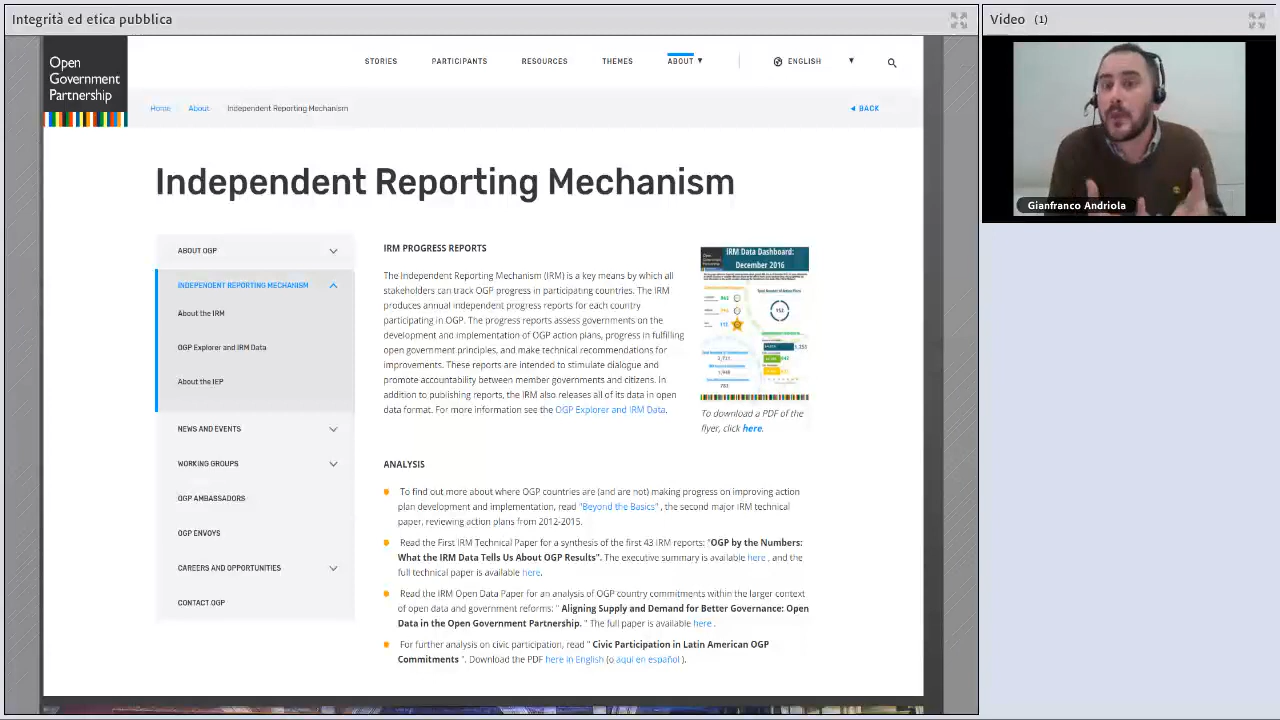 Integrità ed etica pubblica
Video (1)
Open
Government
Partnership
STORIES PARTICIPANTS RESOURCES THEMES ABOUT ENGLISH
Home About Independent Reporting Mechanism BACK
Independent Reporting Mechanism
Gianfranco Andriola
ABOUT OGP
INDEPENDENT REPORTING MECHANISM
About the IRM
OGP Explorer and IRM Data
About the IEP
NEWS AND EVENTS
WORKING GROUPS
OGP AMBASSADORS
OGP ENVOYS
CAREERS AND OPPORTUNITIES
CONTACT OGP
IRM PROGRESS REPORTS
The Independent Reporting Mechanism (IRM) is a key means by which all
stakeholders can track OGP progress in participating countries. The IRM
produces annual independent progress reports for each country
participating in OGP. The progress reports assess governments on the
development and implementation of OGP action plans, progress in fulfilling
open government principles, and make technical recommendations for
improvements. These reports are intended to stimulate dialogue and
promote accountability between member governments and citizens. In
addition to publishing reports, the IRM also releases all of its data in open
data format. For more information see the OGP Explorer and IRM Data.
IRM Data Dashboard:
December 2016
To download a PDF of the
flyer, click here.
ANALYSIS
To find out more about where OGP countries are (and are not) making progress on improving action
plan development and implementation, read "Beyond the Basics" , the second major IRM technical
paper, reviewing action plans from 2012-2015.
Read the First IRM Technical Paper for a synthesis of the first 43 IRM reports: "OGP by the Numbers:
What the IRM Data Tells Us About OGP Results". The executive summary is available here , and the
full technical paper is available here.
Read the IRM Open Data Paper for an analysis of OGP country commitments within the larger context
of open data and government reforms: " Aligning Supply and Demand for Better Governance: Open
Data in the Open Government Partnership. " The full paper is available here .
For further analysis on civic participation, read " Civic Participation in Latin American OGP
Commitments ". Download the PDF here in English (o aquí en español ).